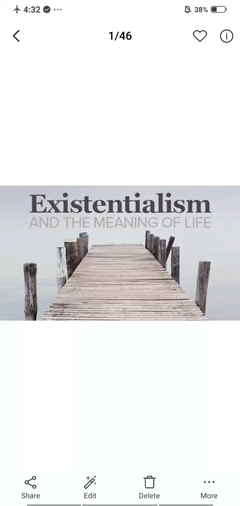 4:32
38%
1/46
Existentialism
AND THE MEANING OF LIFE
Share
Edit
Delete
More